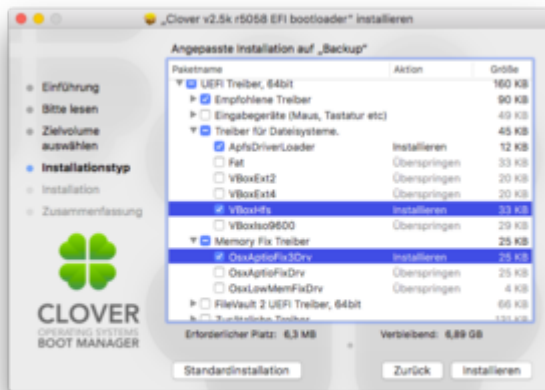 „Clover v2.5k r5058 EFI bootloader“ installieren
Angepasste Installation auf „Backup“
Einführung
Bitte lesen
Zielvolume
auswählen
Installationstyp
Installation
Zusammenfassung
CLOVER
OPERATING SYSTEMS
BOOT MANAGER
Paketname Aktion Größe
UEFI Treiber, 64bit 160 KB
Empfohlene Treiber 90 KB
Eingabegeräte (Maus, Tastatur etc) 49 KB
Treiber für Dateisysteme. 45 KB
ApfsDriverLoader Installieren 12 KB
Fat Überspringen 33 KB
VBoxExt2 Überspringen 20 KB
VBoxExt4 Überspringen 20 KB
VBoxHfs Installieren 33 KB
VBoxIso9600 Überspringen 29 KB
Memory Fix Treiber 25 KB
OsxAptioFix3Drv Installieren 25 KB
OsxAptioFixDrv Überspringen 25 KB
OsxLowMemFixDrv Überspringen 4 KB
FileVault 2 UEFI Treiber, 64bit 66 KB
Zusätzliche Treiber 131 KB
Erforderlicher Platz: 6,3 MB Verbleibend: 6,89 GB
Standardinstallation Zurück Installieren